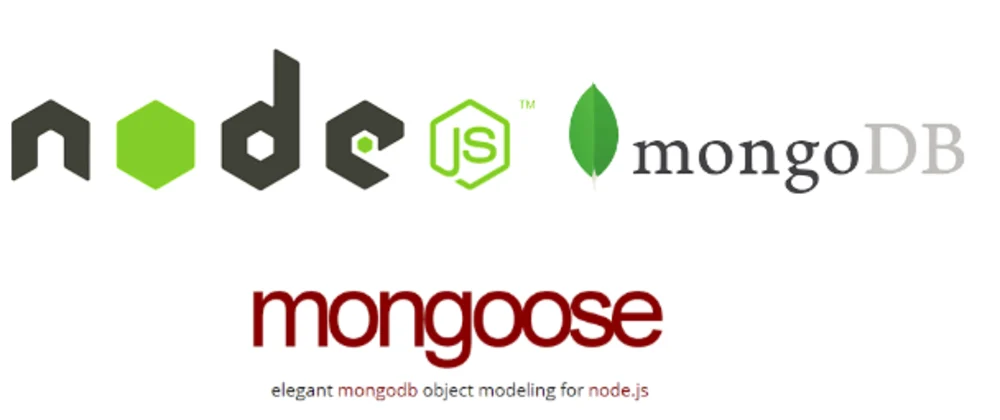 node JS ™
mongoDB
mongoose
elegant mongodb object modeling for node.js